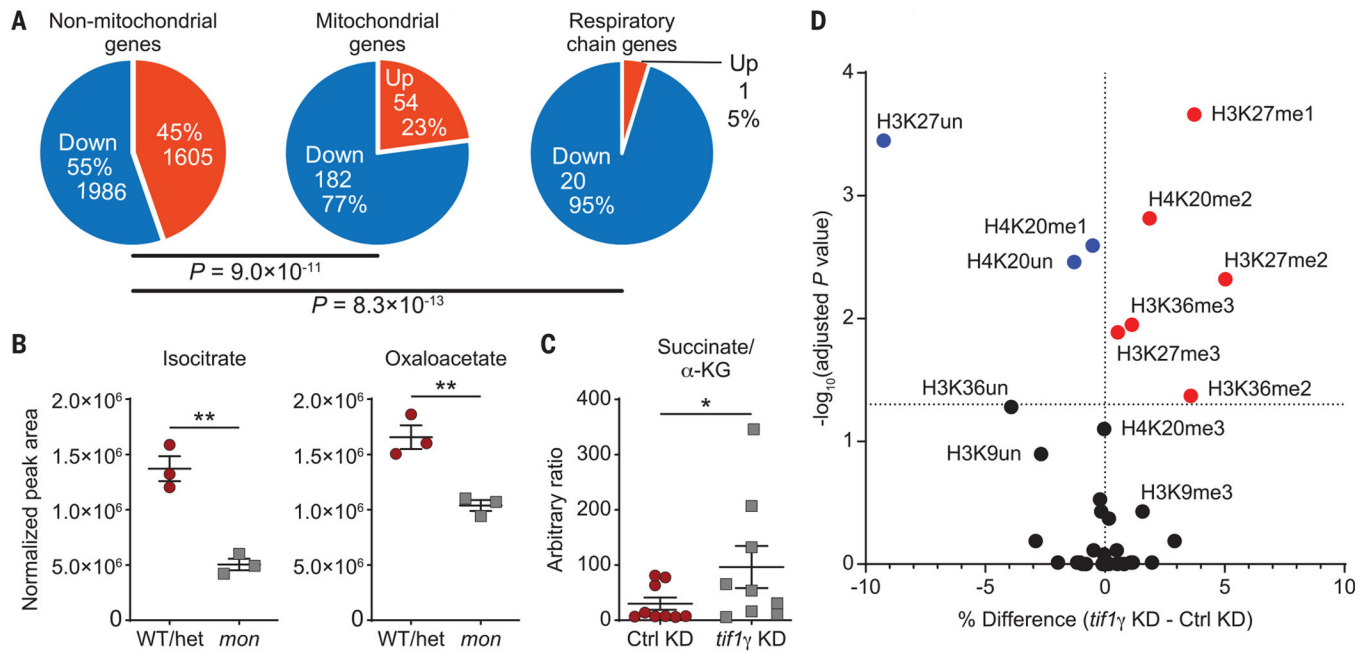 A
Non-mitochondrial
genes
Mitochondrial
genes
Respiratory
chain genes
Down
55%
1986
45%
1605
Up
54
23%
Down
182
77%
Up
1
5%
Down
20
95%
P = 9.0×10⁻¹¹
P = 8.3×10⁻¹³
B
Isocitrate
Normalized peak area
2.0×10⁶
1.5×10⁶
1.0×10⁶
5.0×10⁶
0
**
WT/het
mon
Oxaloacetate
2.0×10⁶
1.5×10⁶
1.0×10⁶
5.0×10⁶
0
**
WT/het
mon
C
Succinate/
α-KG
Arbitrary ratio
400
300
200
100
0
*
Ctrl KD
tif1γ KD
D
-log₁₀(adjusted P value)
4
3
2
1
0
H3K27un
H3K27me1
H4K20me2
H4K20me1
H4K20un
H3K27me2
H3K36me3
H3K27me3
H3K36un
H3K36me2
H4K20me3
H3K9un
H3K9me3
-10
-5
0
5
10
% Difference (tif1γ KD - Ctrl KD)